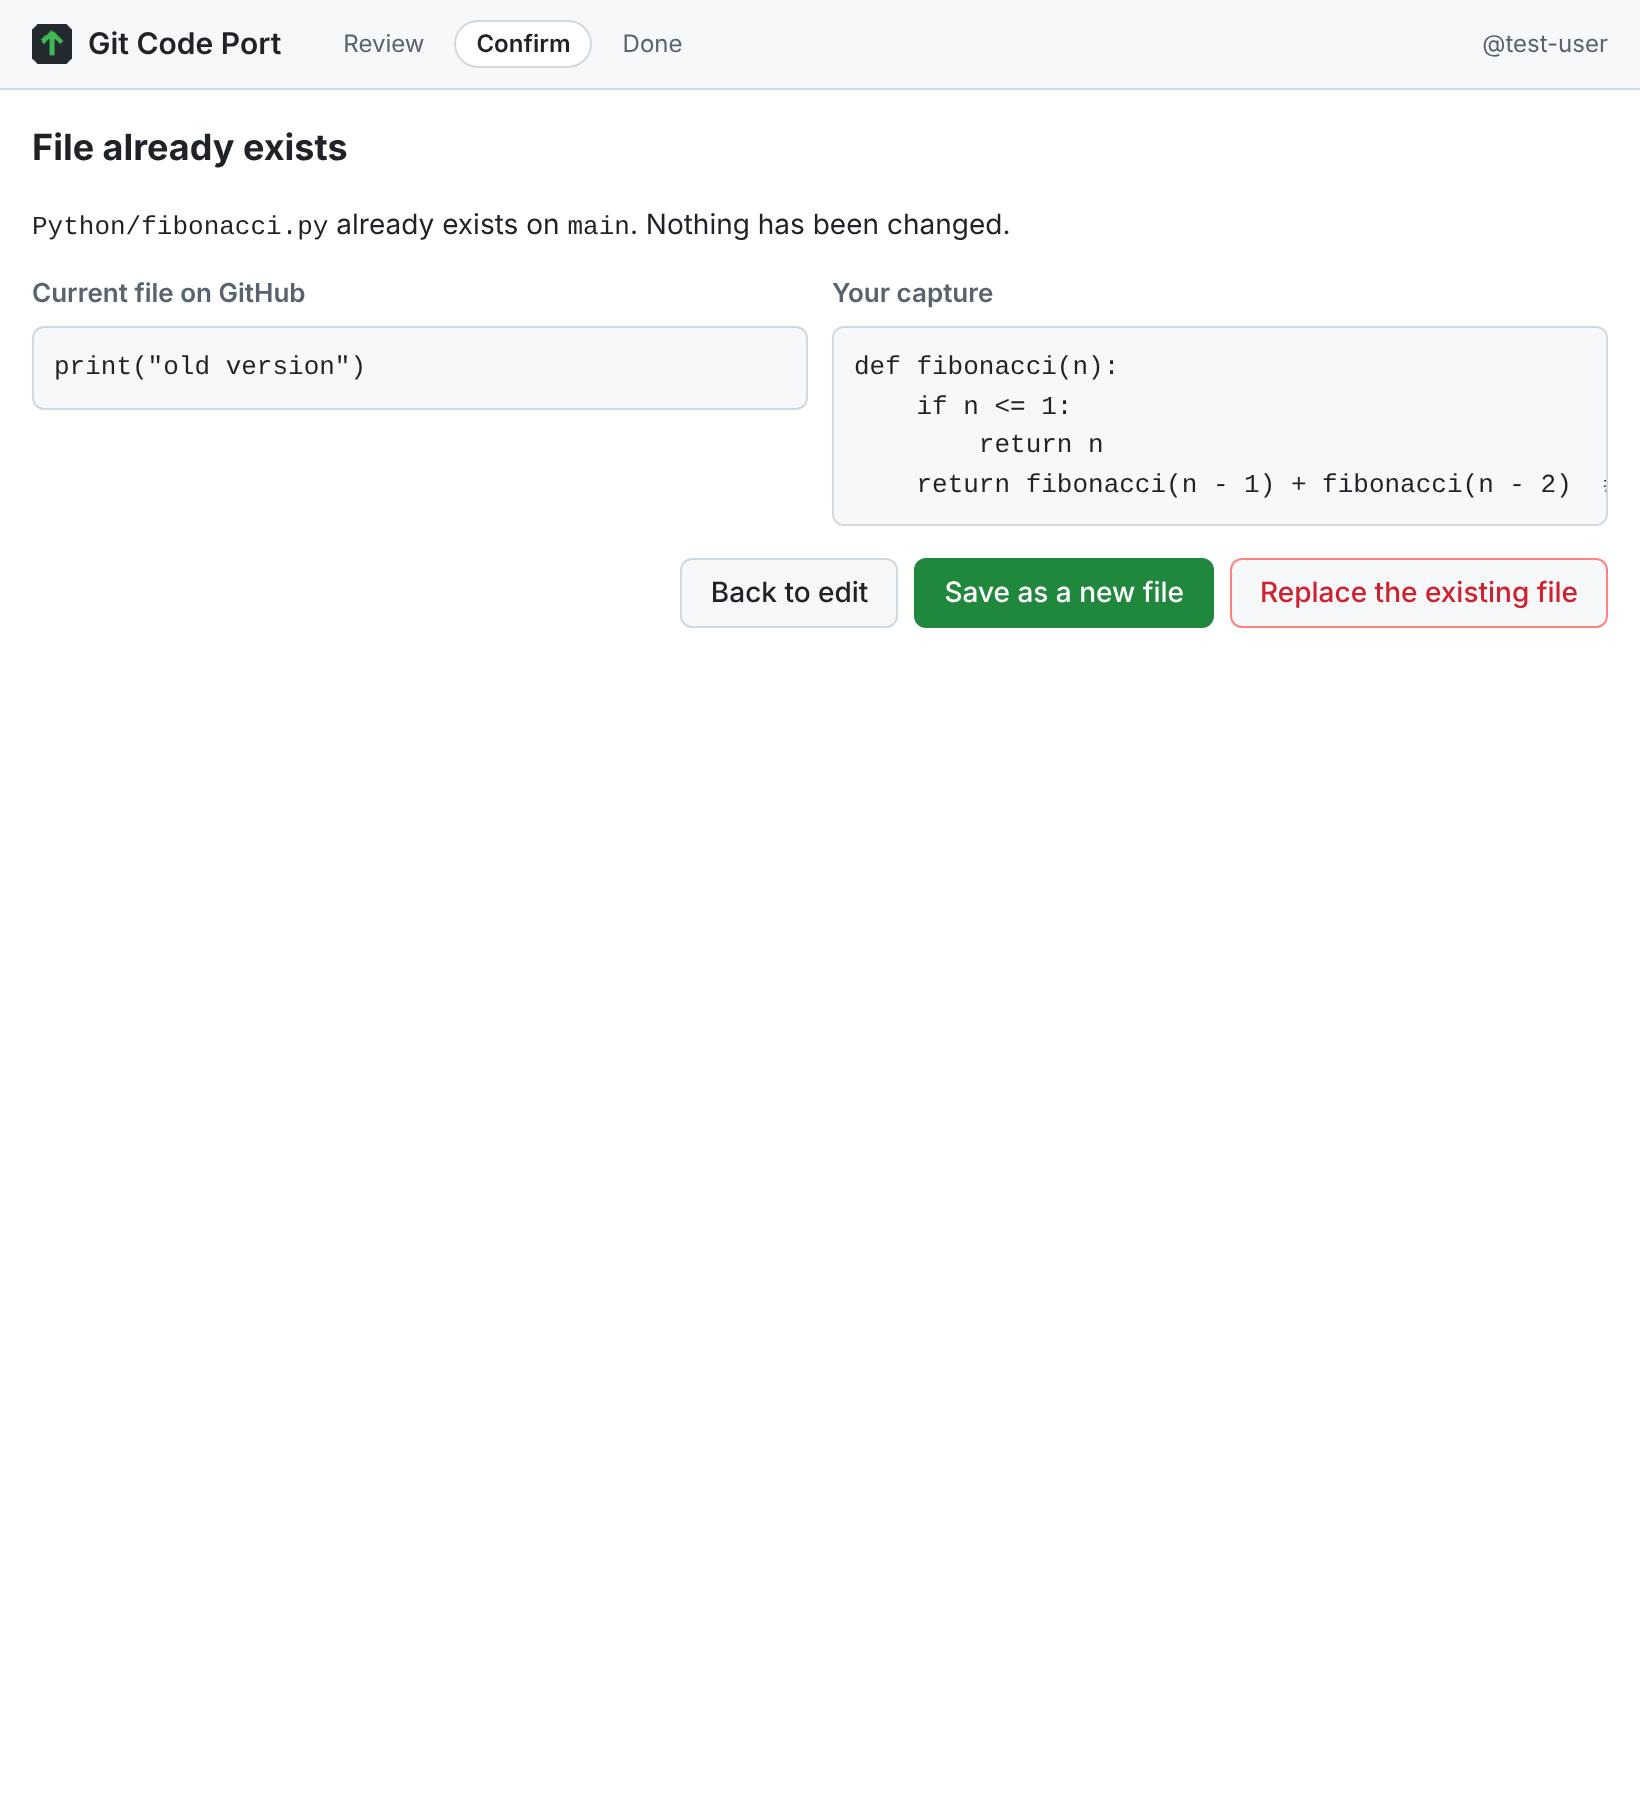 Git Code Port Review Confirm Done @test-user
File already exists
Python/fibonacci.py already exists on main. Nothing has been changed.
Current file on GitHub
print("old version")
Your capture
def fibonacci(n):
    if n <= 1:
        return n
    return fibonacci(n - 1) + fibonacci(n - 2)
Back to edit
Save as a new file
Replace the existing file